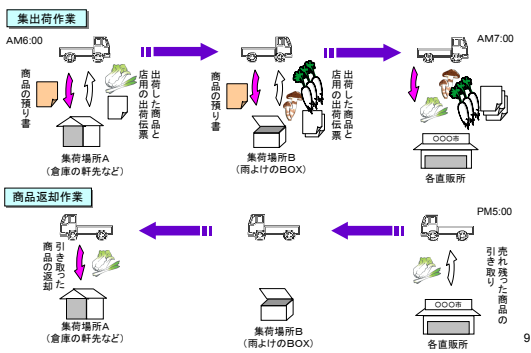 集出荷作業
AM6:00
AM7:00
商品の預り書
出荷した商品と
店用の出荷伝票
商品の預り書
出荷した商品と
店用の出荷伝票
〇〇〇市
集荷場所A
（倉庫の軒先など）
集荷場所B
（雨よけのBOX）
各直販所
商品返却作業
PM5:00
引き取った
商品の返却
売れ残った商品の
引き取り
〇〇〇市
集荷場所A
（倉庫の軒先など）
集荷場所B
（雨よけのBOX）
各直販所
9